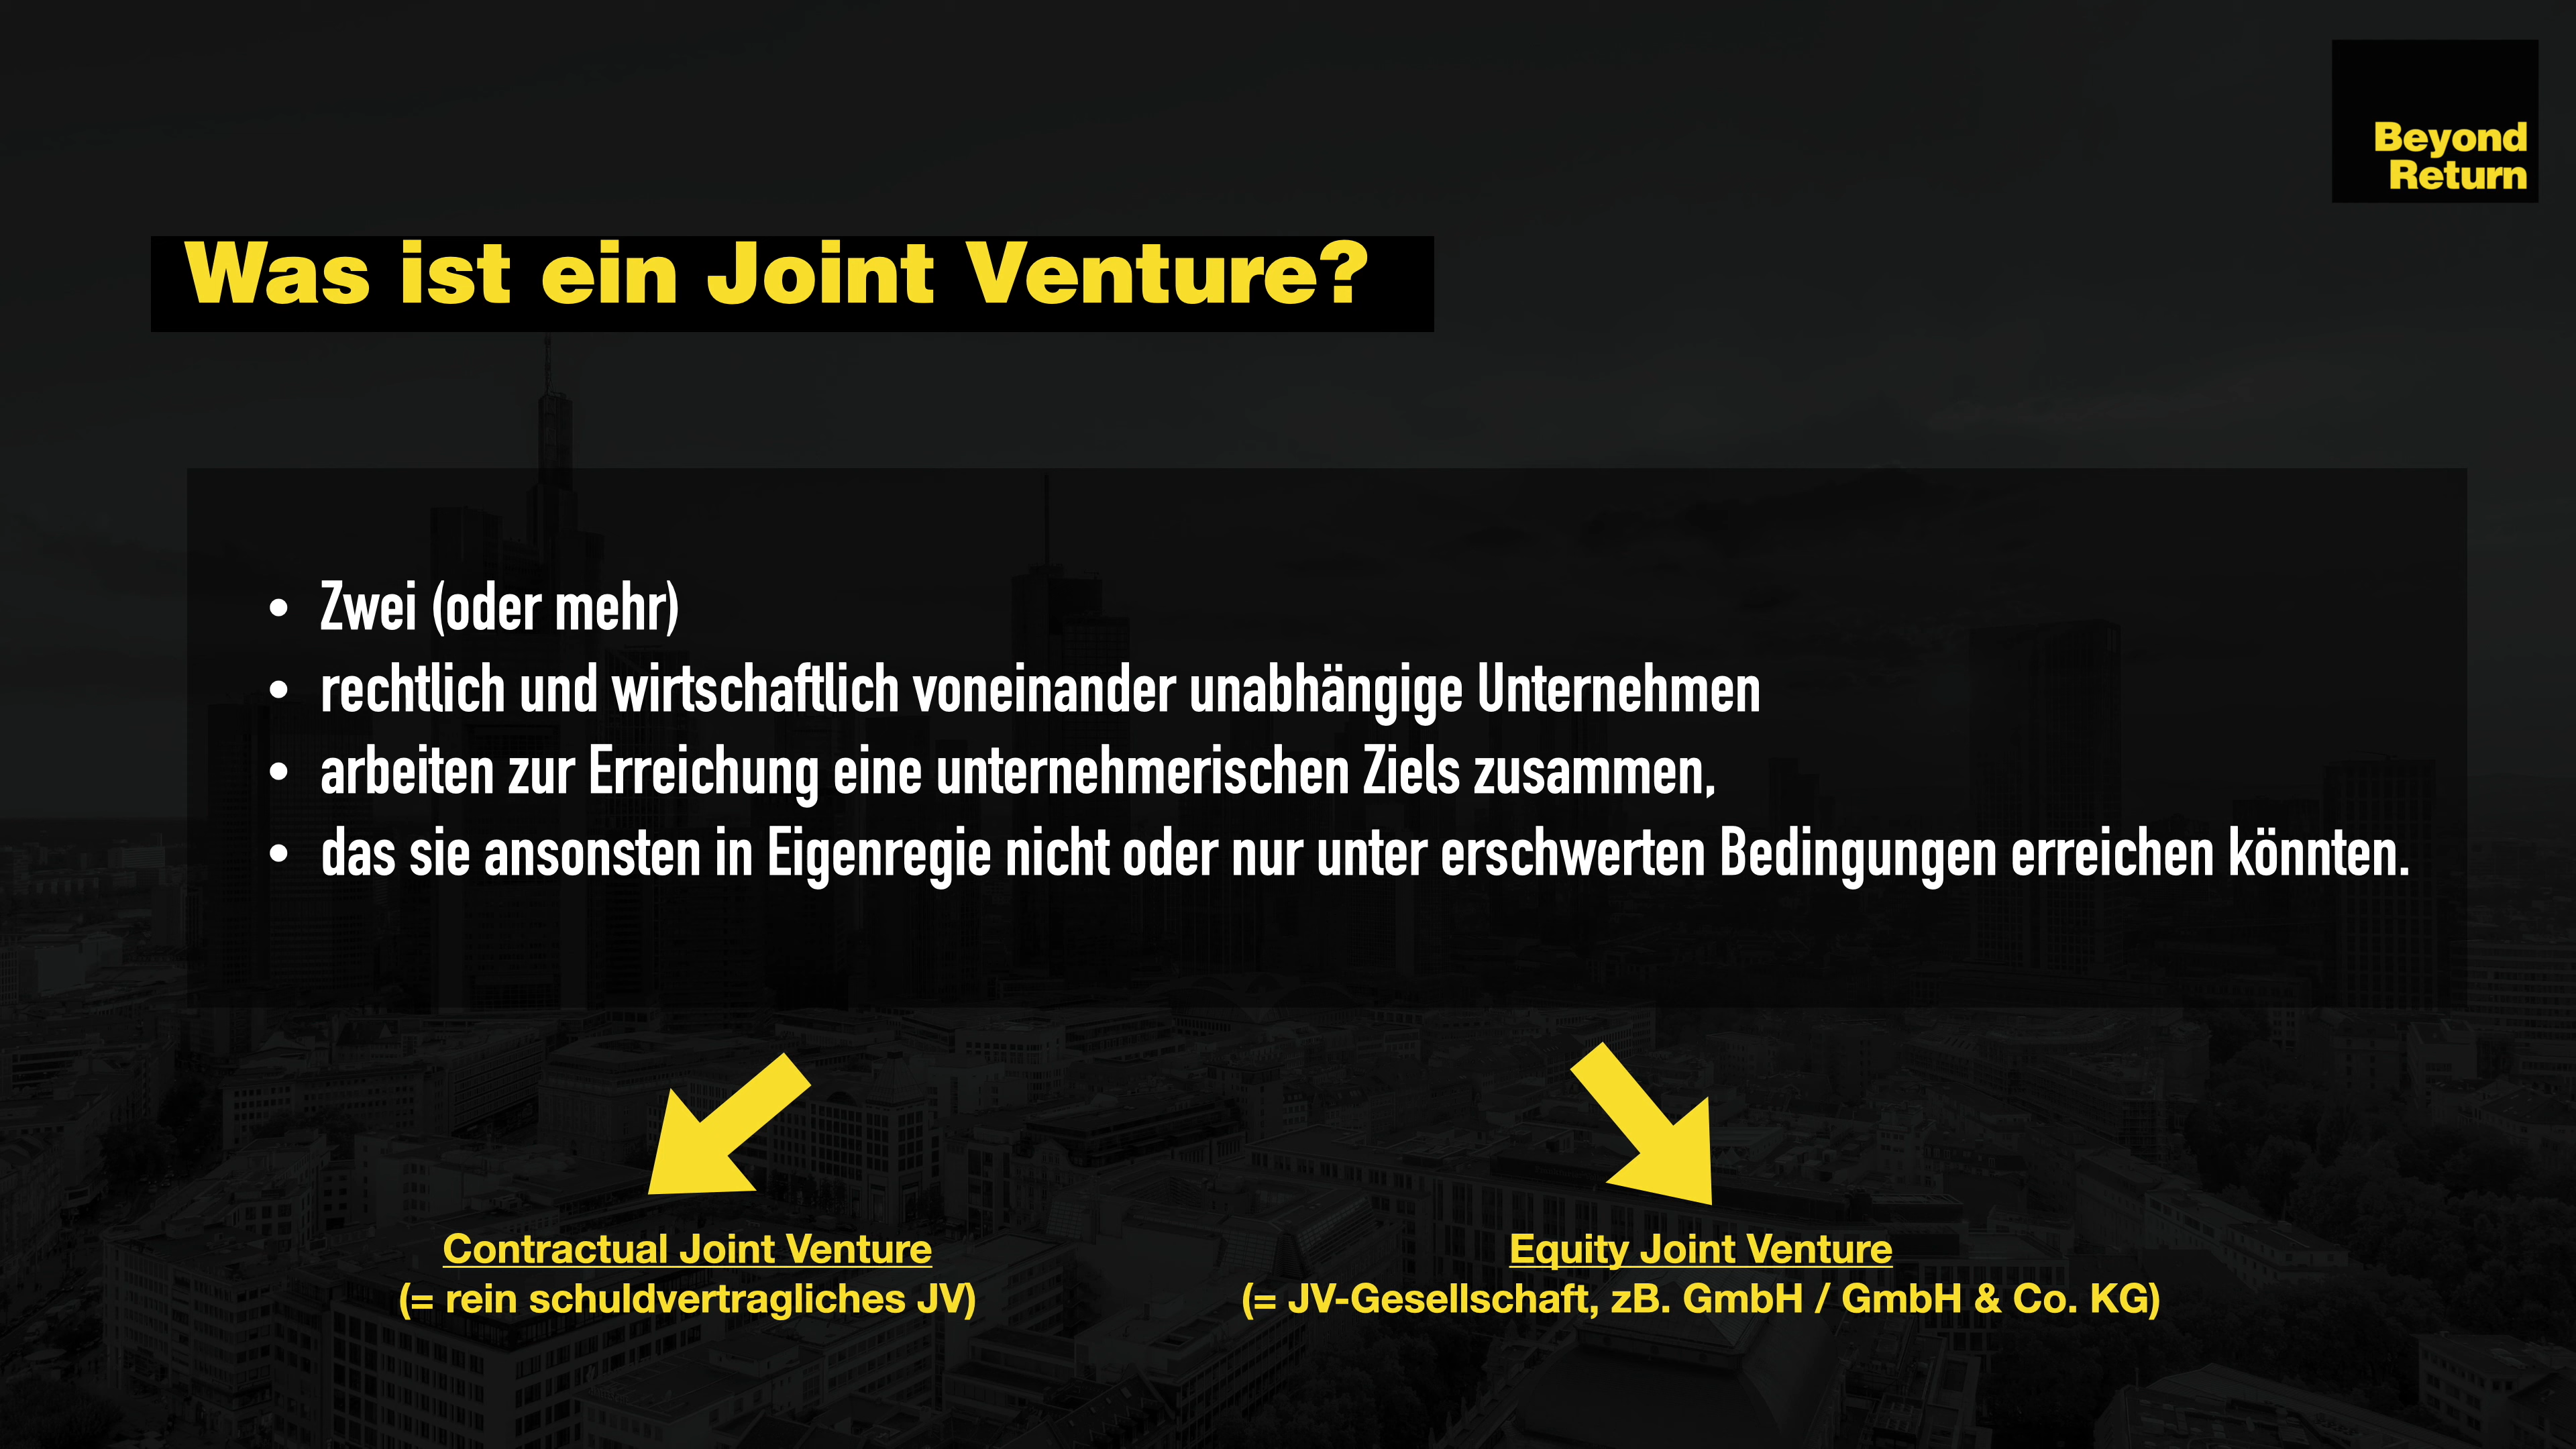 Beyond
Return
Was ist ein Joint Venture?
• Zwei (oder mehr)
• rechtlich und wirtschaftlich voneinander unabhängige Unternehmen
• arbeiten zur Erreichung eine unternehmerischen Ziels zusammen,
• das sie ansonsten in Eigenregie nicht oder nur unter erschwerten Bedingungen erreichen könnten.
Contractual Joint Venture
(= rein schuldvertragliches JV)
Equity Joint Venture
(= JV-Gesellschaft, zB. GmbH / GmbH & Co. KG)